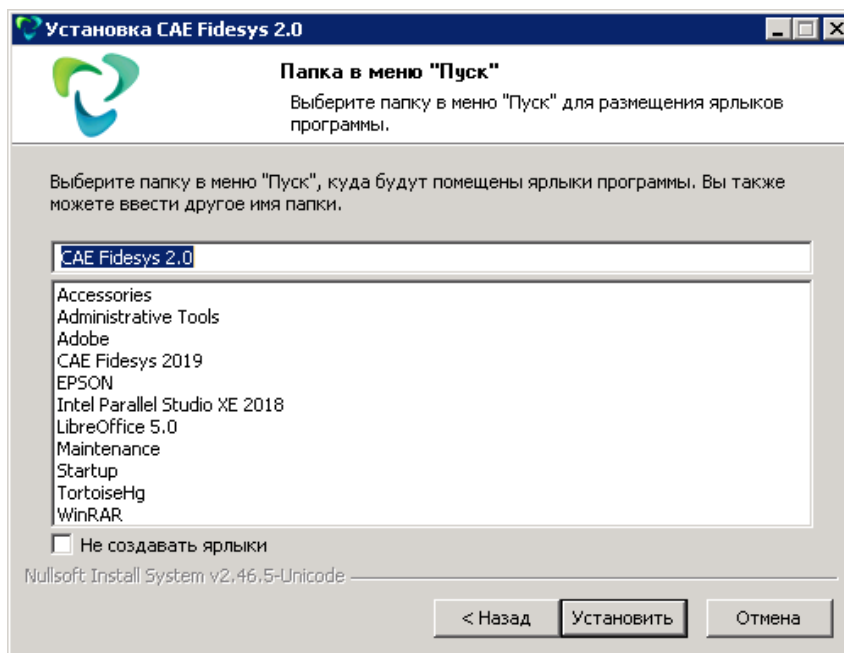 Установка CAE Fidesys 2.0
Папка в меню "Пуск"
Выберите папку в меню "Пуск" для размещения ярлыков
программы.
Выберите папку в меню "Пуск", куда будут помещены ярлыки программы. Вы также
можете ввести другое имя папки.
CAE Fidesys 2.0
Accessories
Administrative Tools
Adobe
CAE Fidesys 2019
EPSON
Intel Parallel Studio XE 2018
LibreOffice 5.0
Maintenance
Startup
TortoiseHg
WinRAR
Не создавать ярлыки
Nullsoft Install System v2.46.5-Unicode
< Назад Установить Отмена